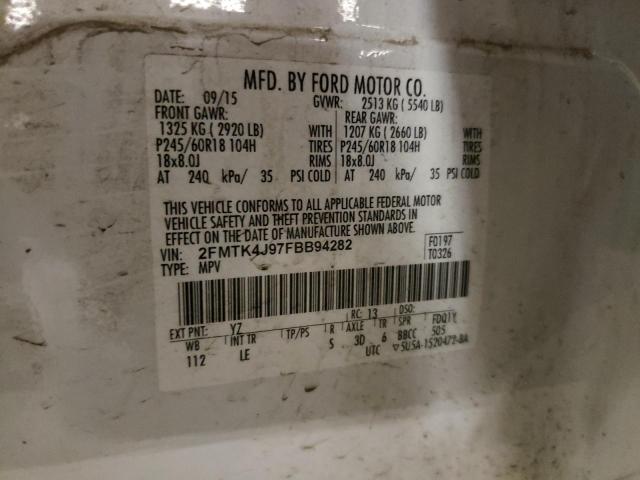 MFD. BY FORD MOTOR CO.
DATE: 09/15 GVWR: 2513 KG ( 5540 LB)
FRONT GAWR: REAR GAWR:
1325 KG ( 2920 LB) WITH 1207 KG ( 2660 LB) WITH
P245/60R18 104H TIRES P245/60R18 104H TIRES
18x8.0J RIMS 18x8.0J RIMS
AT 240 kPa/ 35 PSI COLD AT 240 kPa/ 35 PSI COLD
THIS VEHICLE CONFORMS TO ALL APPLICABLE FEDERAL MOTOR
VEHICLE SAFETY AND THEFT PREVENTION STANDARDS IN
EFFECT ON THE DATE OF MANUFACTURE SHOWN ABOVE.
VIN: 2FMTK4J97FBB94282 F0197
TYPE: MPV T0326
EXT PNT: YZ RC: 13 DSO: FDQ1Y
WB INT TR TP/PS R AXLE TR SPR BBCC 505
112 LE S 3D 6
UTC ▽5U5A-1520472-BA